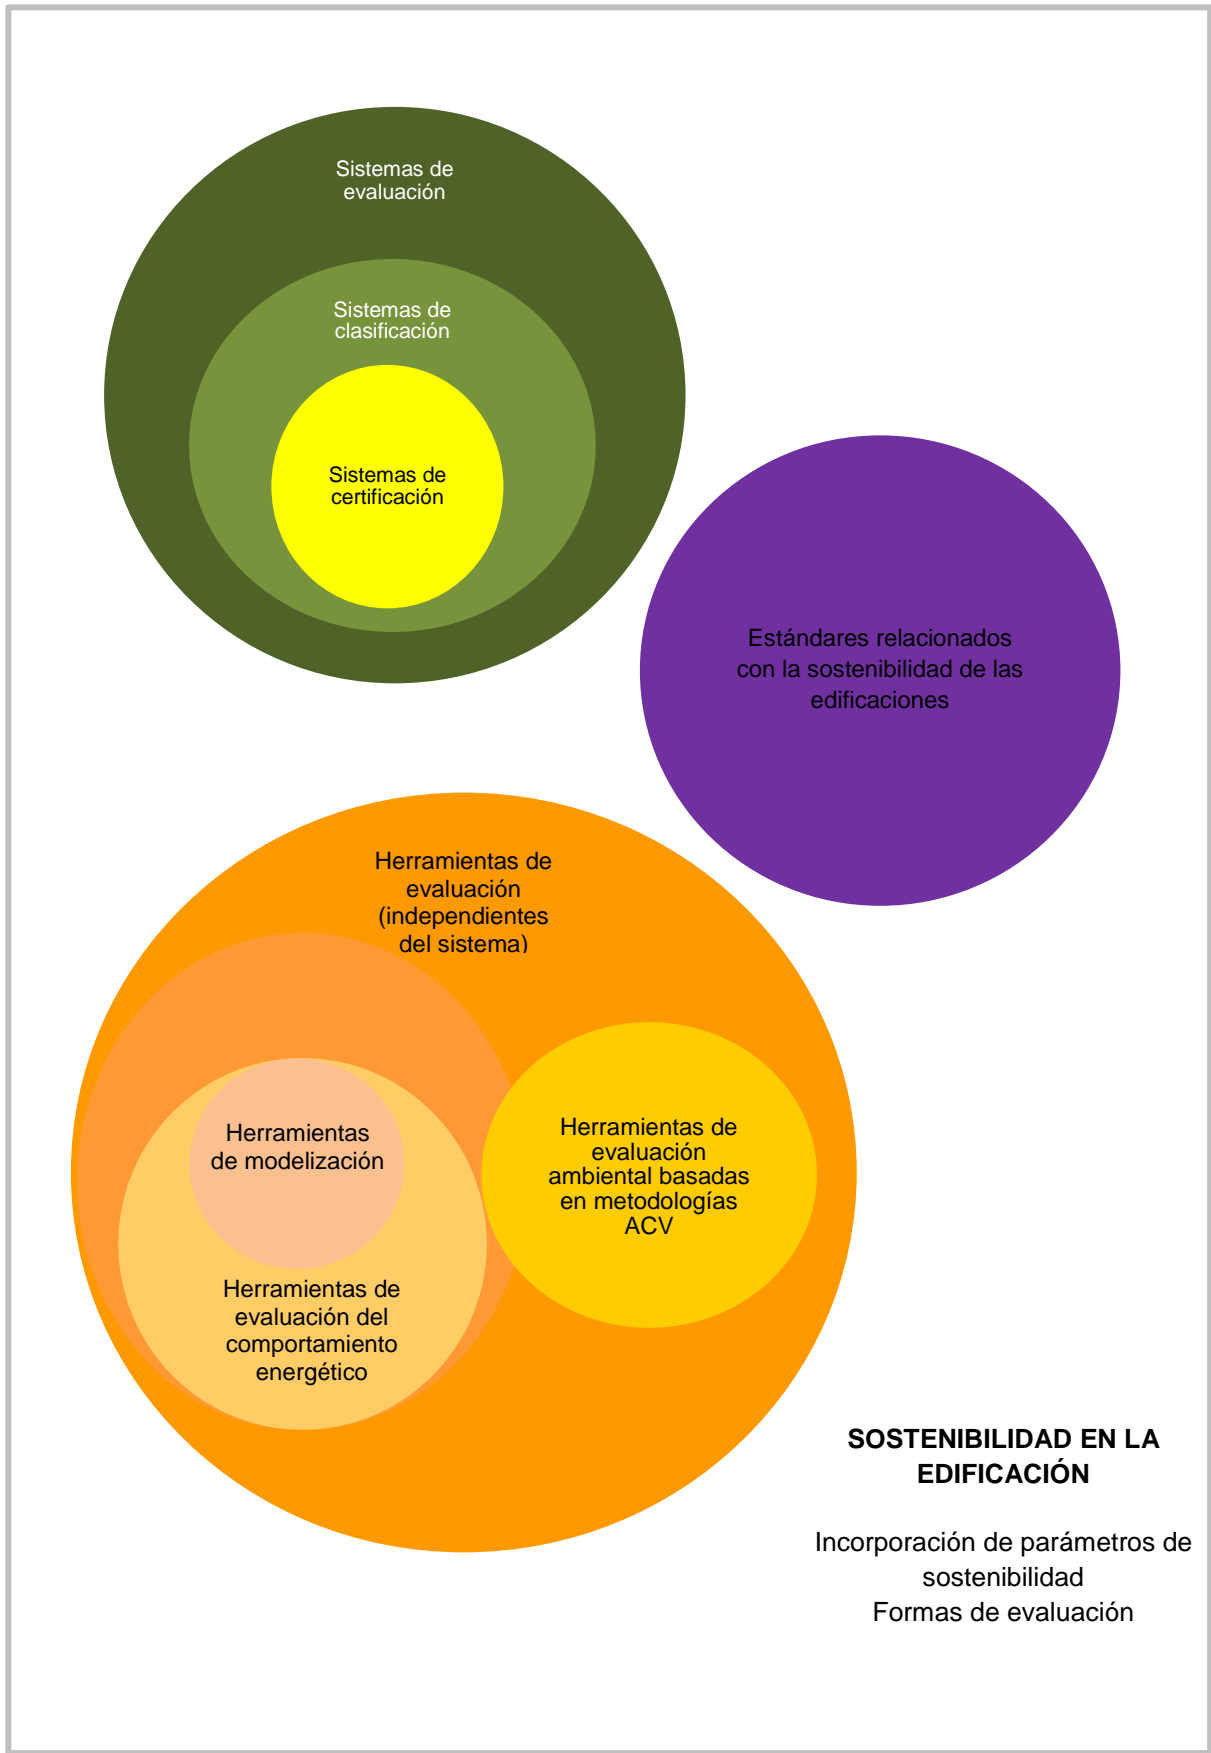 Sistemas de
evaluación
Sistemas de
clasificación
Sistemas de
certificación
Estándares relacionados
con la sostenibilidad de las
edificaciones
Herramientas de
evaluación
(independientes
del sistema)
Herramientas
de modelización
Herramientas de
evaluación
ambiental basadas
en metodologías
ACV
Herramientas de
evaluación del
comportamiento
energético
SOSTENIBILIDAD EN LA
EDIFICACIÓN
Incorporación de parámetros de
sostenibilidad
Formas de evaluación